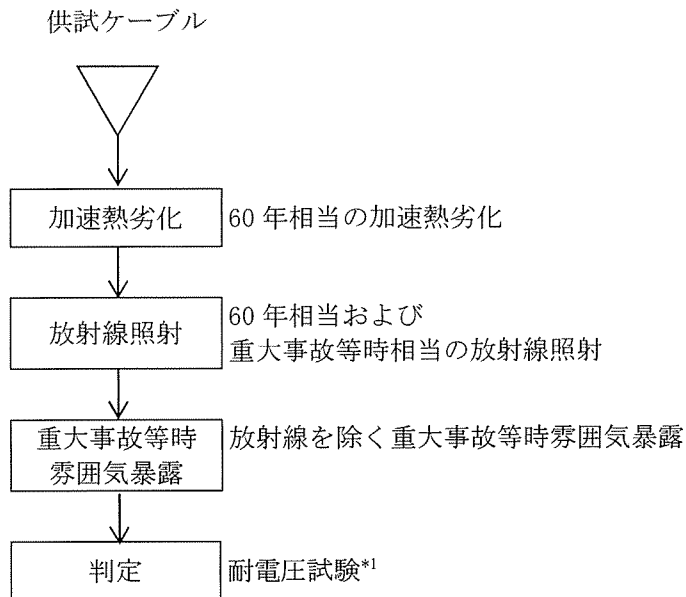 供試ケーブル
加速熱劣化
60年相当の加速熱劣化
放射線照射
60年相当および
重大事故等時相当の放射線照射
重大事故等時
雰囲気暴露
放射線を除く重大事故等時雰囲気暴露
判定
耐電圧試験*1